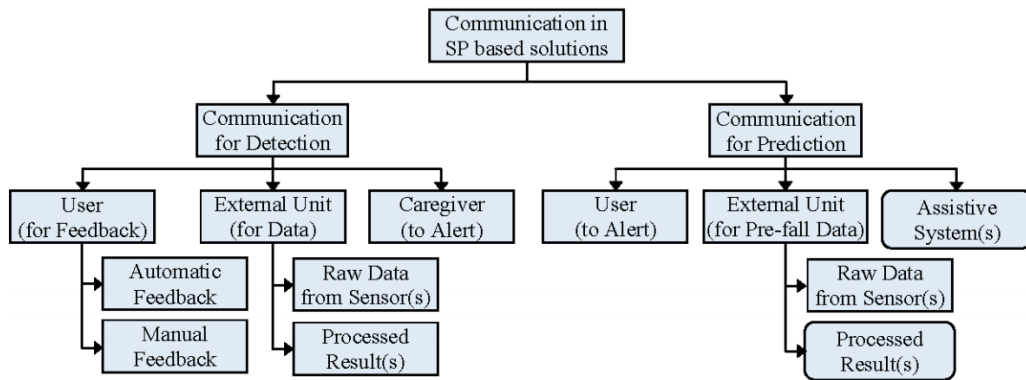 Communication in
SP based solutions
Communication
for Detection
Communication
for Prediction
User
(for Feedback)
External Unit
(for Data)
Caregiver
(to Alert)
User
(to Alert)
External Unit
(for Pre-fall Data)
Assistive
System(s)
Automatic
Feedback
Raw Data
from Sensor(s)
Raw Data
from Sensor(s)
Manual
Feedback
Processed
Result(s)
Processed
Result(s)